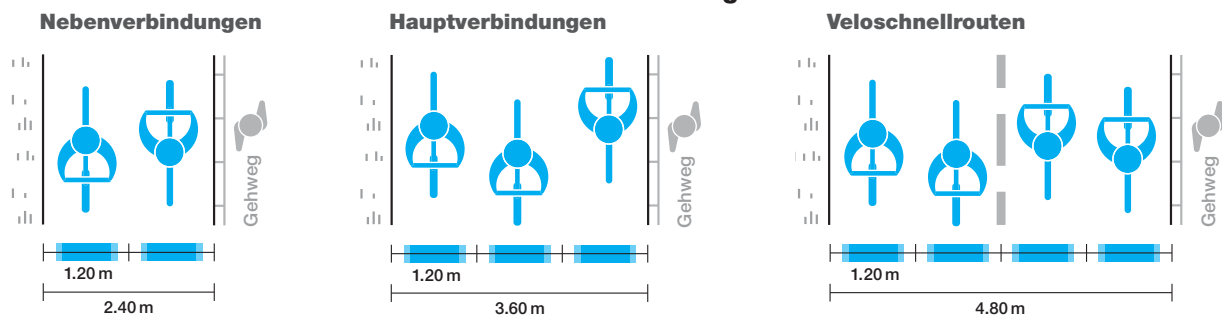 Nebenverbindungen
Gehweg
1.20 m
2.40 m
Hauptverbindungen
Gehweg
1.20 m
3.60 m
Veloschnellrouten
Gehweg
1.20 m
4.80 m